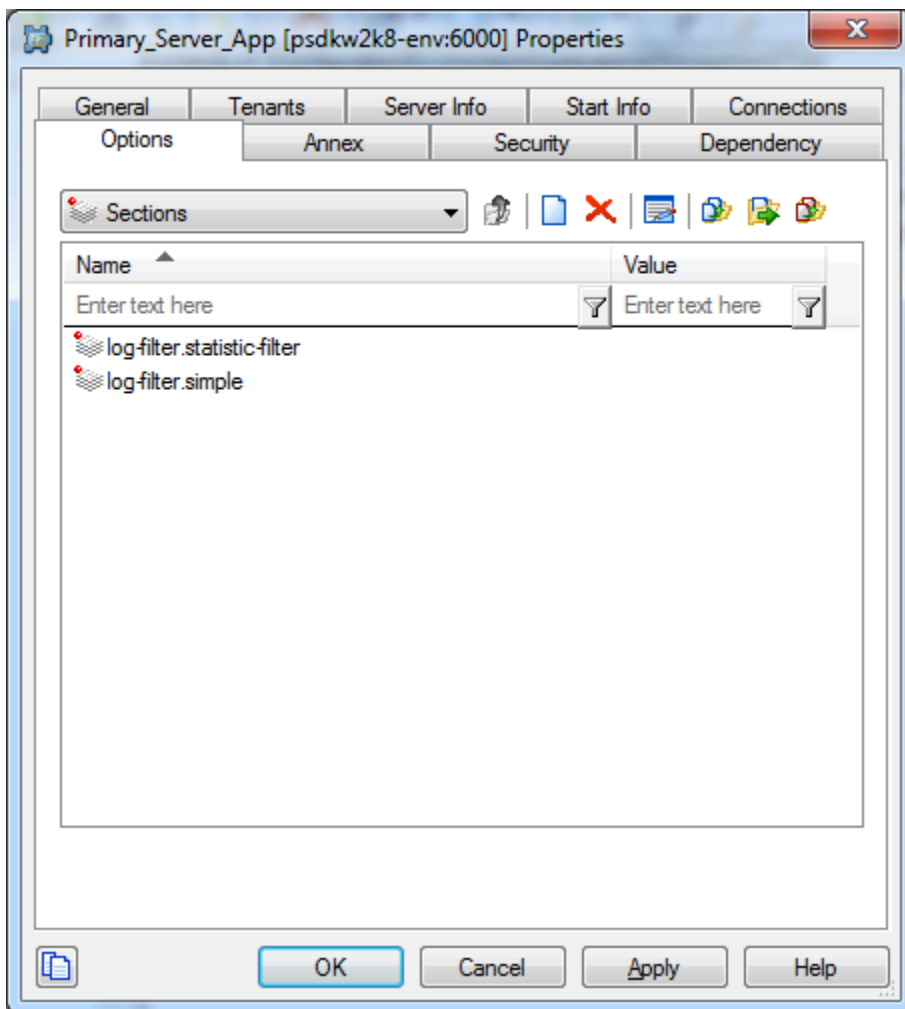 Primary_Server_App [psdkw2k8-env:6000] Properties
General Tenants Server Info Start Info Connections
Options Annex Security Dependency
Sections
Name Value
Enter text here Enter text here
log-filter.statistic-filter
log-filter.simple
OK Cancel Apply Help